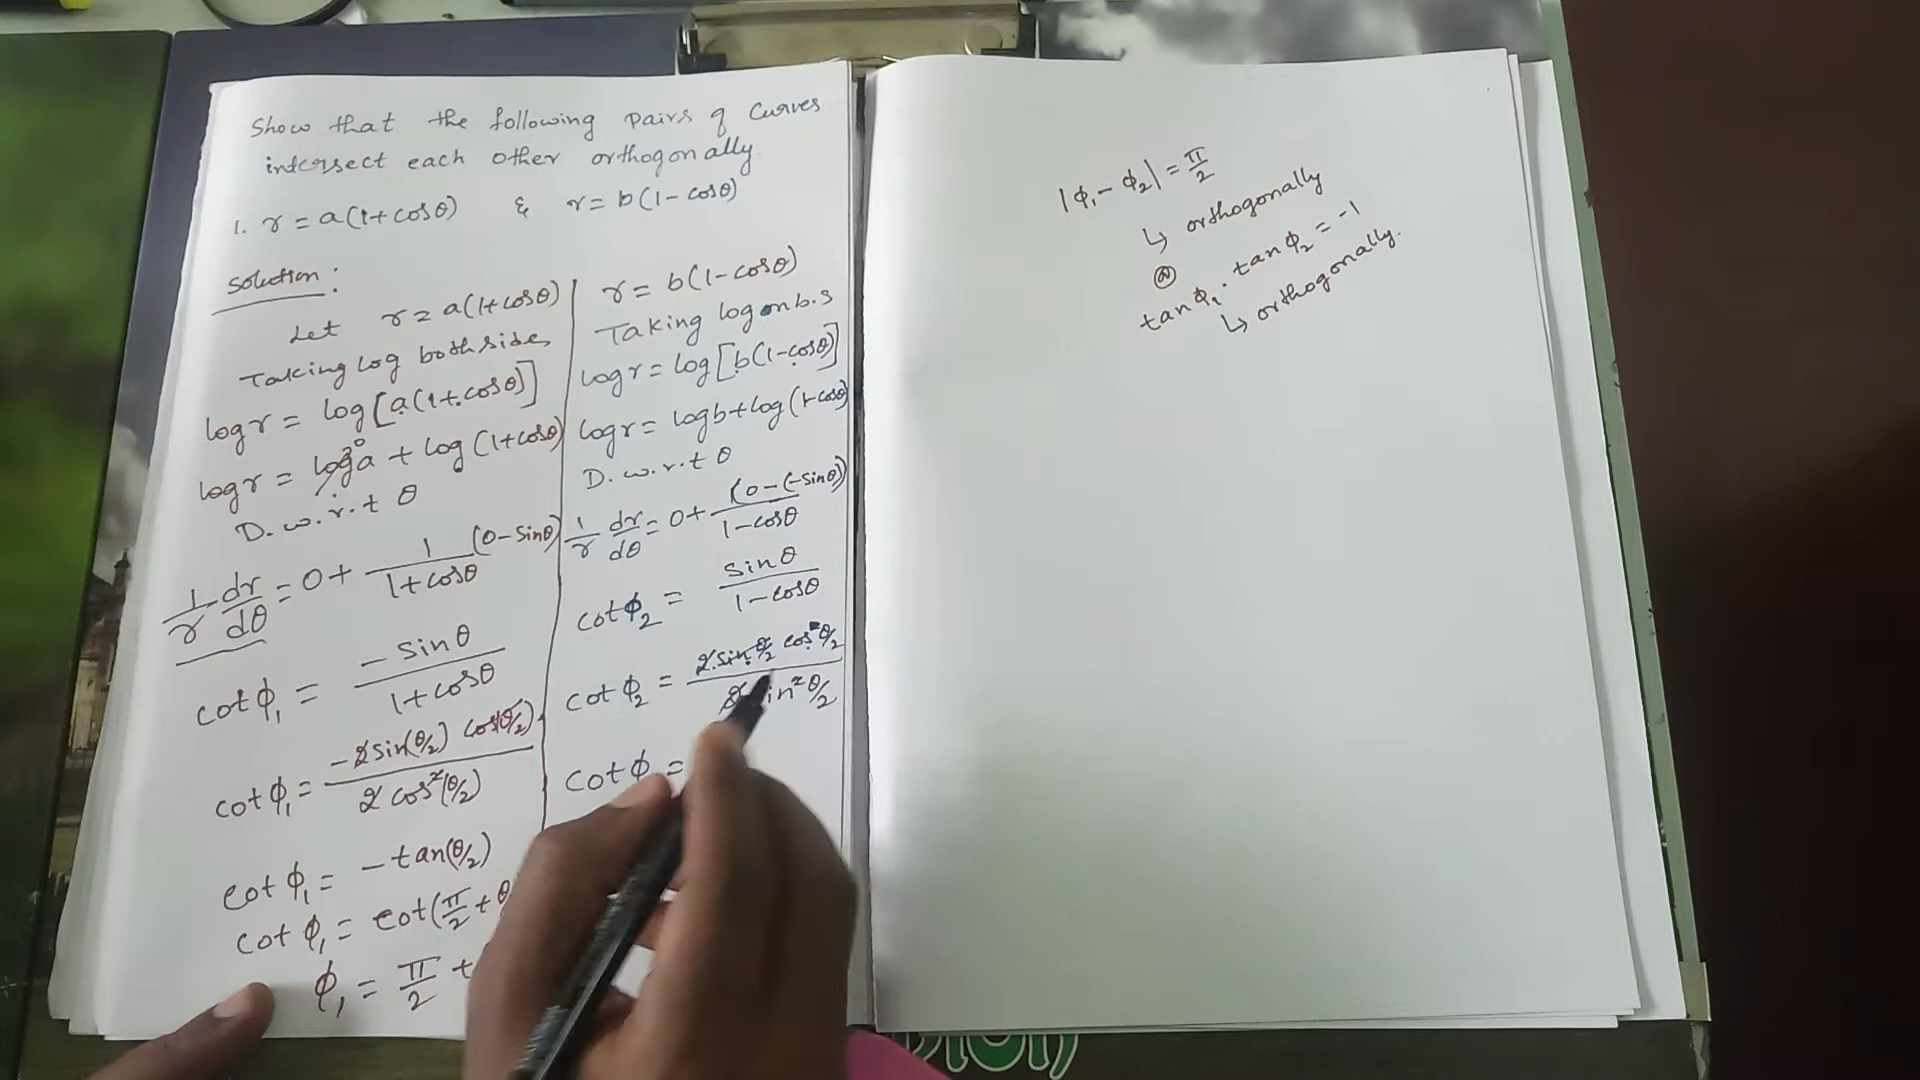 Show that the following pairs of curves
intersect each other orthogonally.
1. r = a(1+cosθ) & r = b(1-cosθ)
Solution:
Let r = a(1+cosθ)
Taking log both sides
log r = log[a(1+cosθ)]
log r = log a⁰ + log(1+cosθ)
D. w.r.t θ
1/r dr/dθ = 0 + 1/(1+cosθ) (0-sinθ)
cot ϕ₁ = -sinθ/(1+cosθ)
cot ϕ₁ = -2sin(θ/2) cos(θ/2)/2cos²(θ/2)
cot ϕ₁ = -tan(θ/2)
cot ϕ₁ = cot(π/2 + θ
ϕ₁ = π/2 +
r = b(1-cosθ)
Taking log on b.s
log r = log[b(1-cosθ)]
log r = log b + log(1-cosθ)
D. w.r.t θ
1/r dr/dθ = 0 + (0-(-sinθ))/(1-cosθ)
cot ϕ₂ = sinθ/(1-cosθ)
cot ϕ₂ = 2 sin θ/2 cos θ/2 / 2 sin² θ/2
cot ϕ =
|ϕ₁ - ϕ₂| = π/2
↳ orthogonally
tan ϕ₁ . tan ϕ₂ = -1
↳ orthogonally.